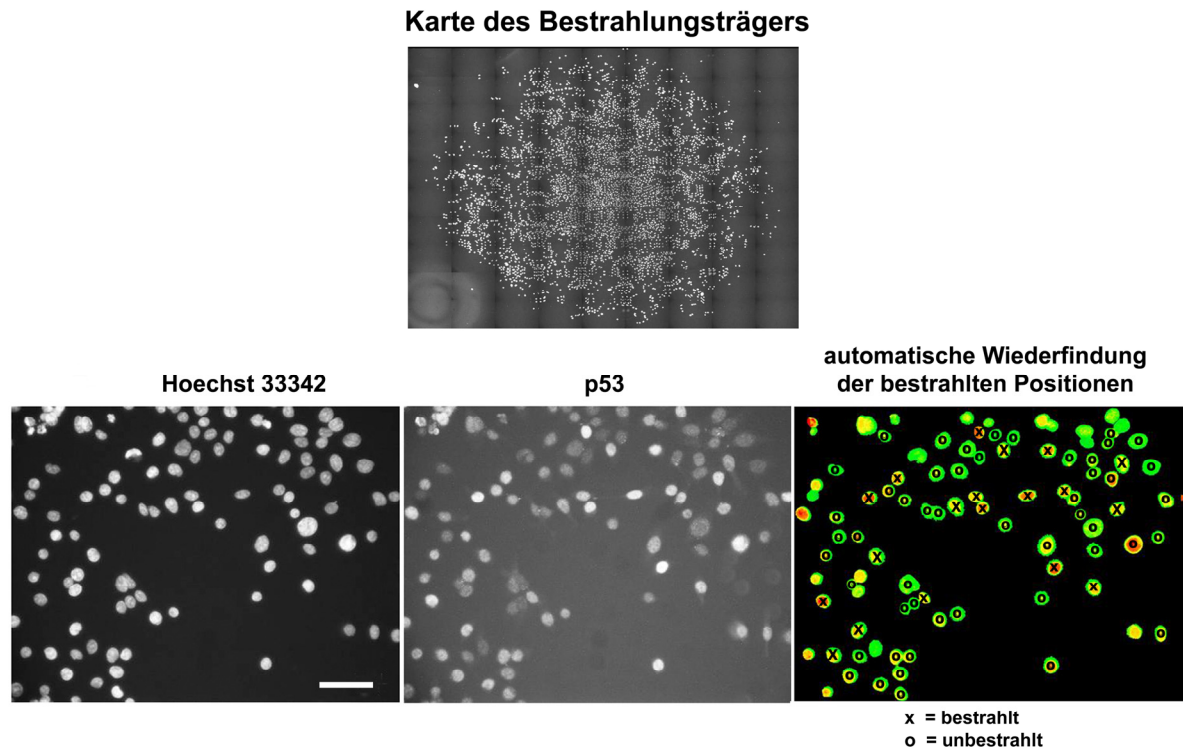 Karte des Bestrahlungsträgers
Hoechst 33342
p53
automatische Wiederfindung
der bestrahlten Positionen
x = bestrahlt
o = unbestrahlt